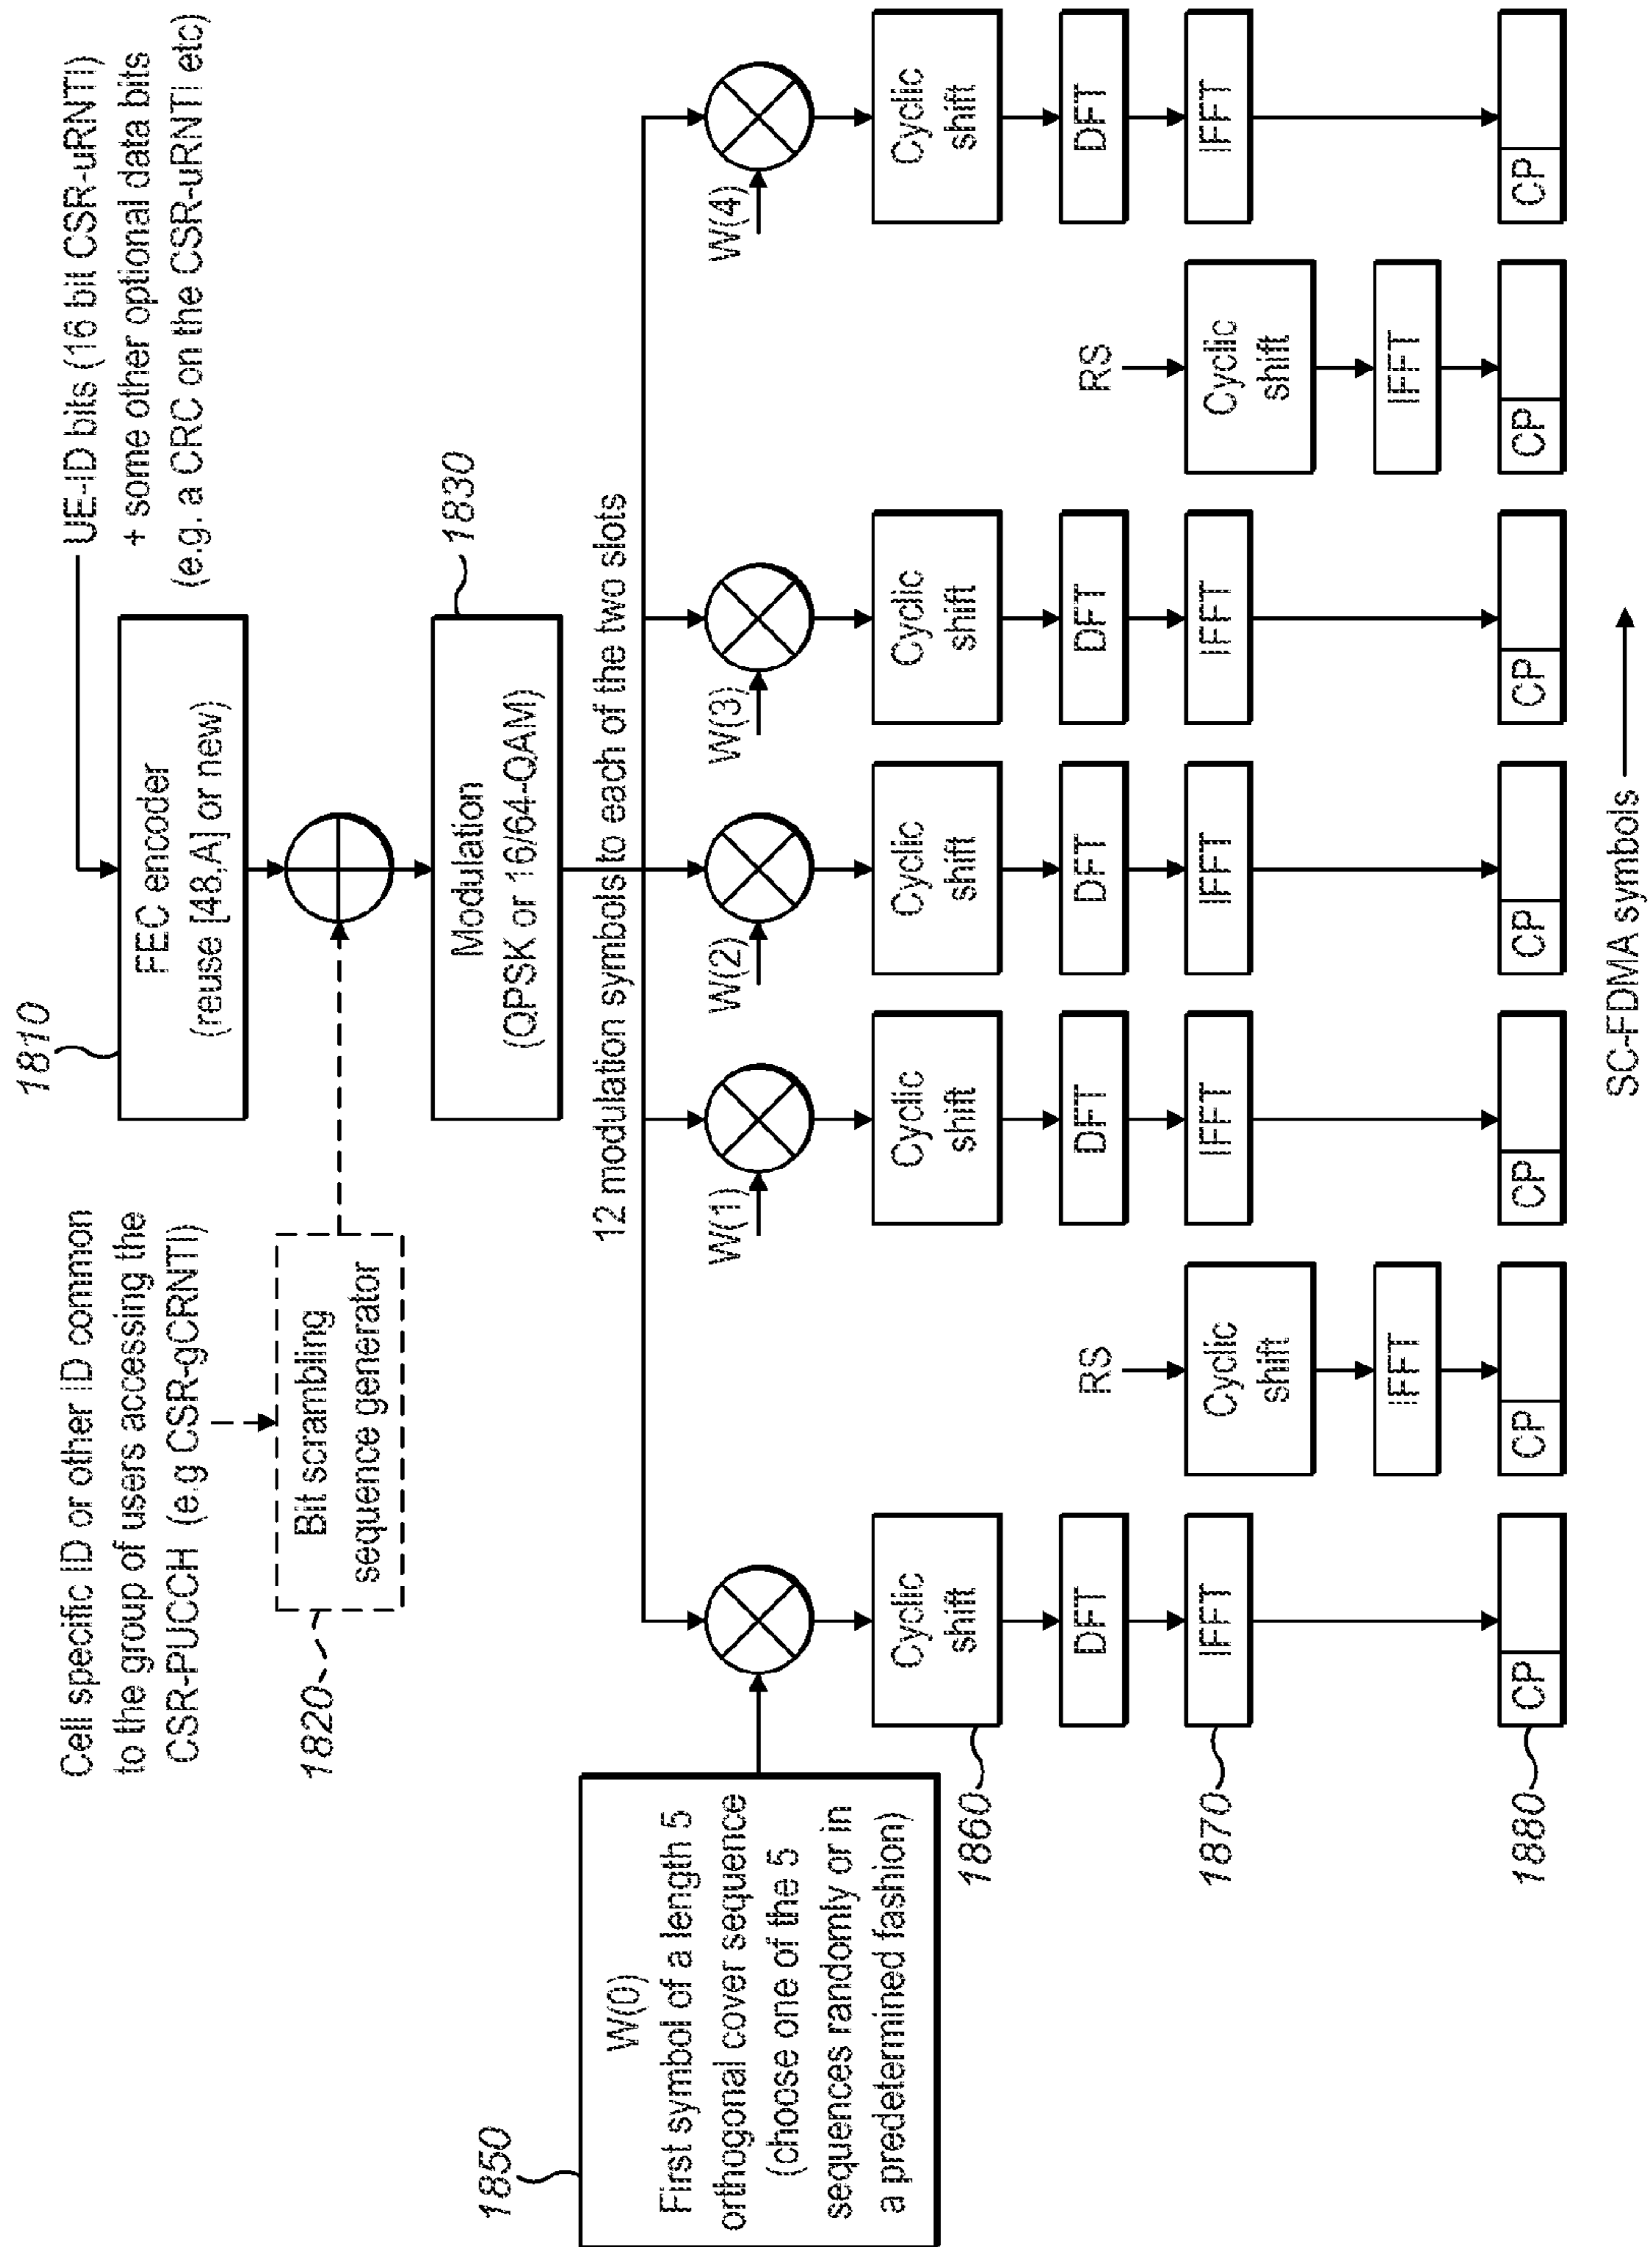 Cell specific ID or other ID common
to the group of users accessing the
CSR-PUCCH (e.g CSR-gCRNTI)
1820
Bit scrambling
sequence generator
1810
FEC encoder
(reuse [48,A] or new)
UE-ID bits (16 bit CSR-uRNTI)
+ some other optional data bits
(e.g. a CRC on the CSR-uRNTI etc)
1830
Modulation
(QPSK or 16/64-QAM)
12 modulation symbols to each of the two slots
1850
W(0)
First symbol of a length 5
orthogonal cover sequence
(choose one of the 5
sequences randomly or in
a predetermined fashion)
W(1)
W(2)
W(3)
W(4)
1860
Cyclic
shift
DFT
1870
IFFT
1880
CP
RS
Cyclic
shift
IFFT
CP
Cyclic
shift
DFT
IFFT
CP
Cyclic
shift
DFT
IFFT
CP
Cyclic
shift
DFT
IFFT
CP
RS
Cyclic
shift
IFFT
CP
Cyclic
shift
DFT
IFFT
CP
SC-FDMA symbols